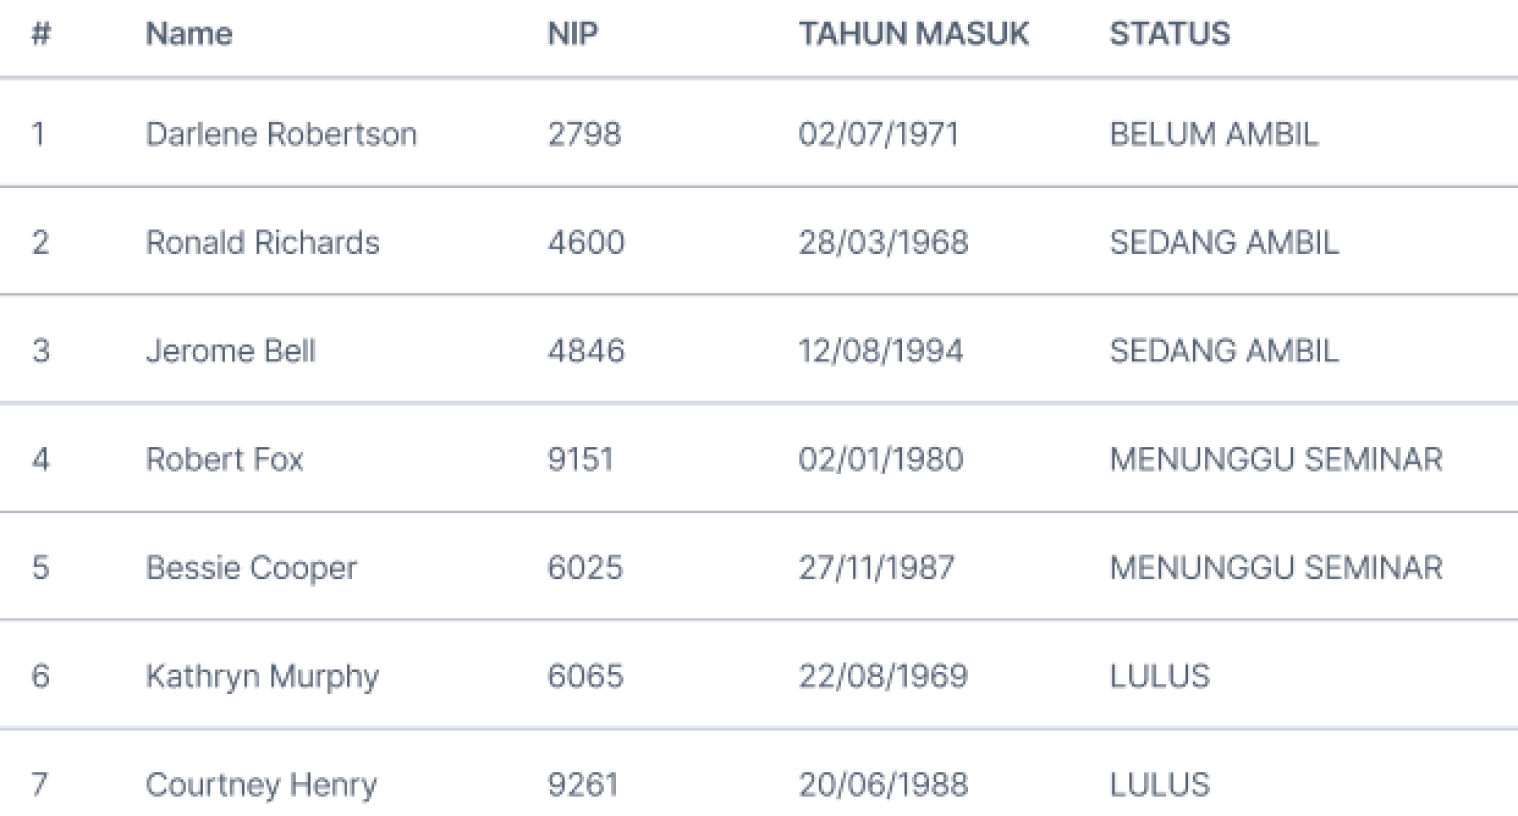 # Name NIP TAHUN MASUK STATUS
1 Darlene Robertson 2798 02/07/1971 BELUM AMBIL
2 Ronald Richards 4600 28/03/1968 SEDANG AMBIL
3 Jerome Bell 4846 12/08/1994 SEDANG AMBIL
4 Robert Fox 9151 02/01/1980 MENUNGGU SEMINAR
5 Bessie Cooper 6025 27/11/1987 MENUNGGU SEMINAR
6 Kathryn Murphy 6065 22/08/1969 LULUS
7 Courtney Henry 9261 20/06/1988 LULUS